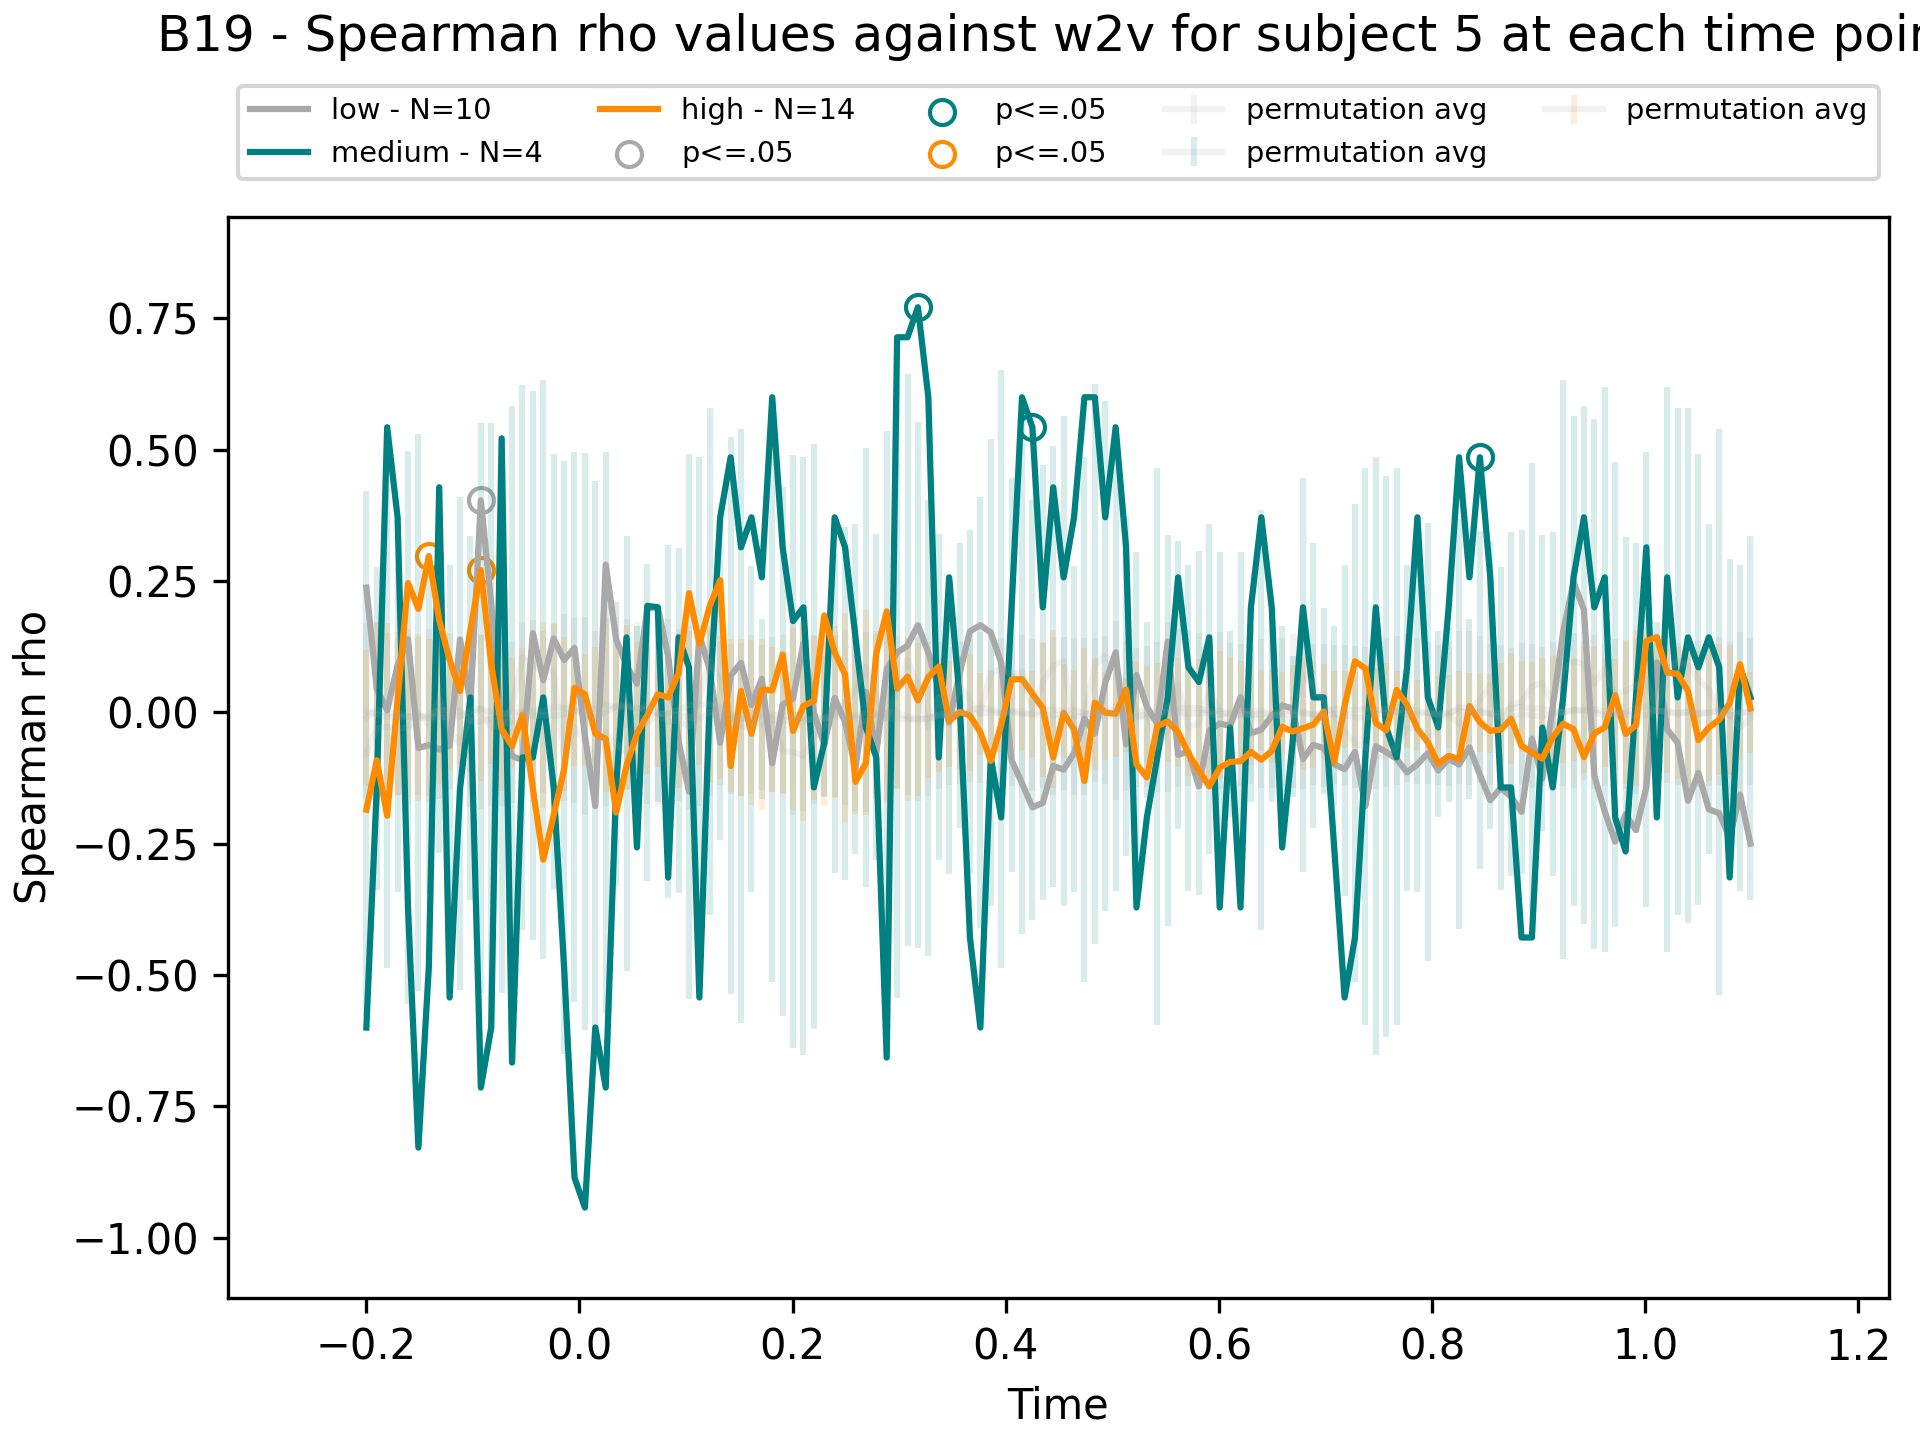 B19 - Spearman rho values against w2v for subject 5 at each time poi
low - N=10 high - N=14 p<=.05 permutation avg permutation avg
medium - N=4 p<=.05 p<=.05 permutation avg
0.75
0.50
0.25
0.00
−0.25
−0.50
−0.75
−1.00
Spearman rho
−0.2 0.0 0.2 0.4 0.6 0.8 1.0 1.2
Time